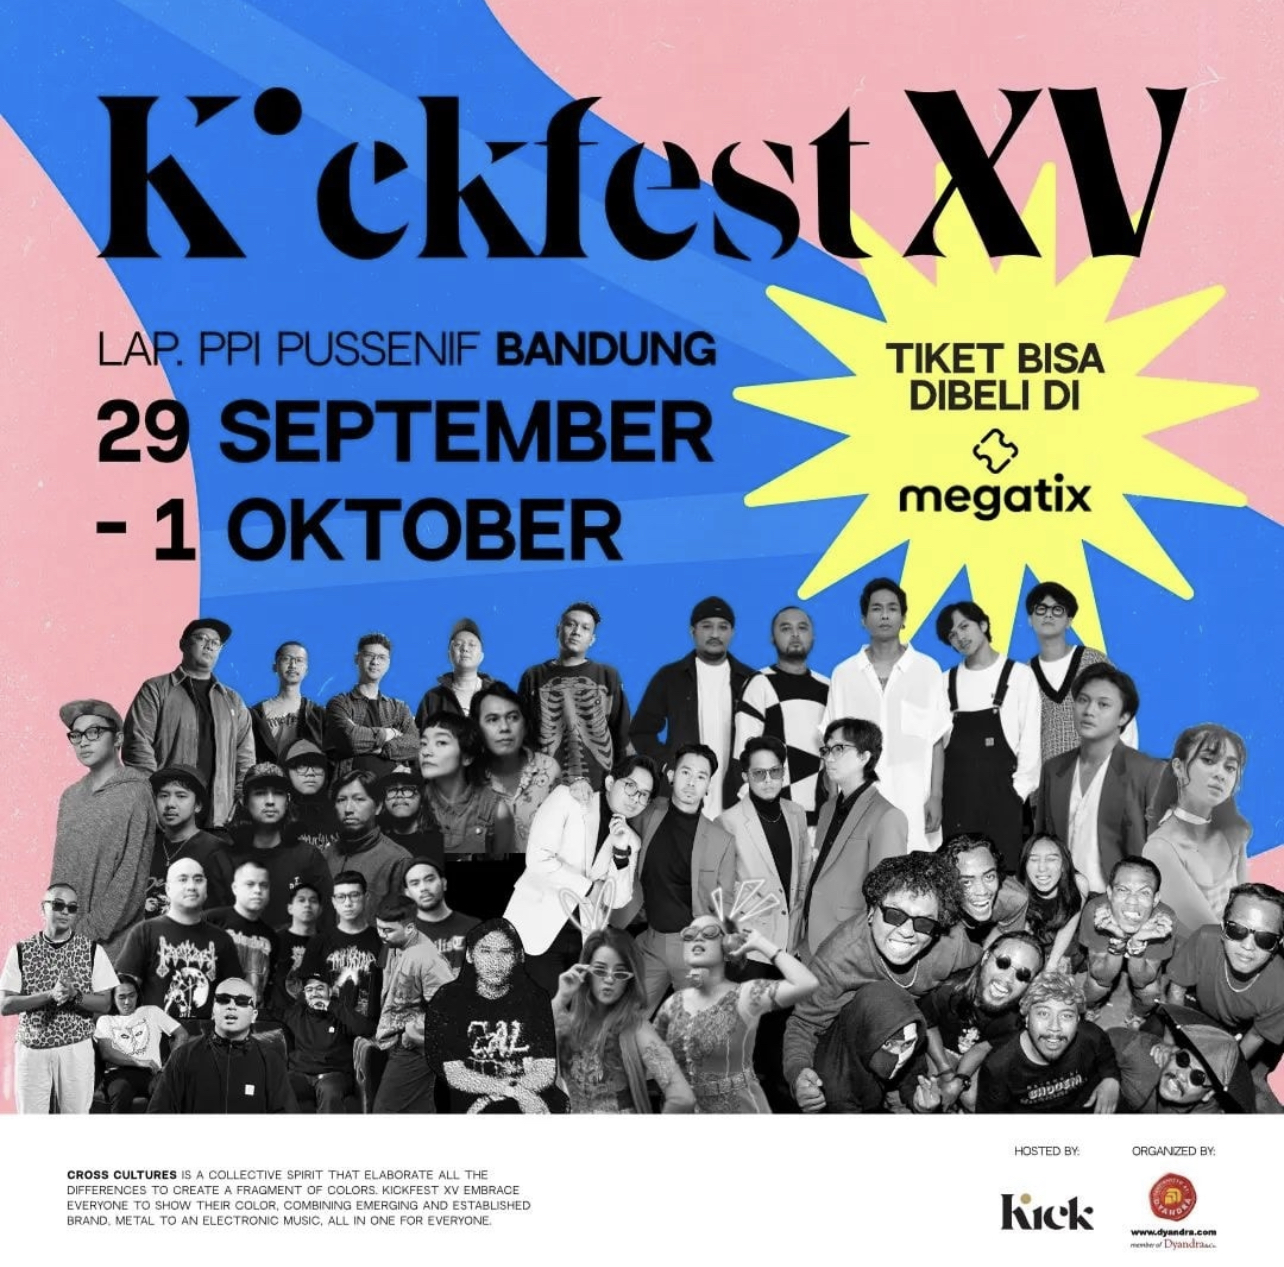 Kickfest XV
LAP. PPI PUSSENIF BANDUNG
29 SEPTEMBER
- 1 OKTOBER
TIKET BISA
DIBELI DI
megatix
CROSS CULTURES IS A COLLECTIVE SPIRIT THAT ELABORATE ALL THE
DIFFERENCES TO CREATE A FRAGMENT OF COLORS. KICKFEST XV EMBRACE
EVERYONE TO SHOW THEIR COLOR, COMBINING EMERGING AND ESTABLISHED
BRAND, METAL TO AN ELECTRONIC MUSIC, ALL IN ONE FOR EVERYONE.
HOSTED BY:
Kick
ORGANIZED BY:
DYANDRA
www.dyandra.com
member of Dyandra